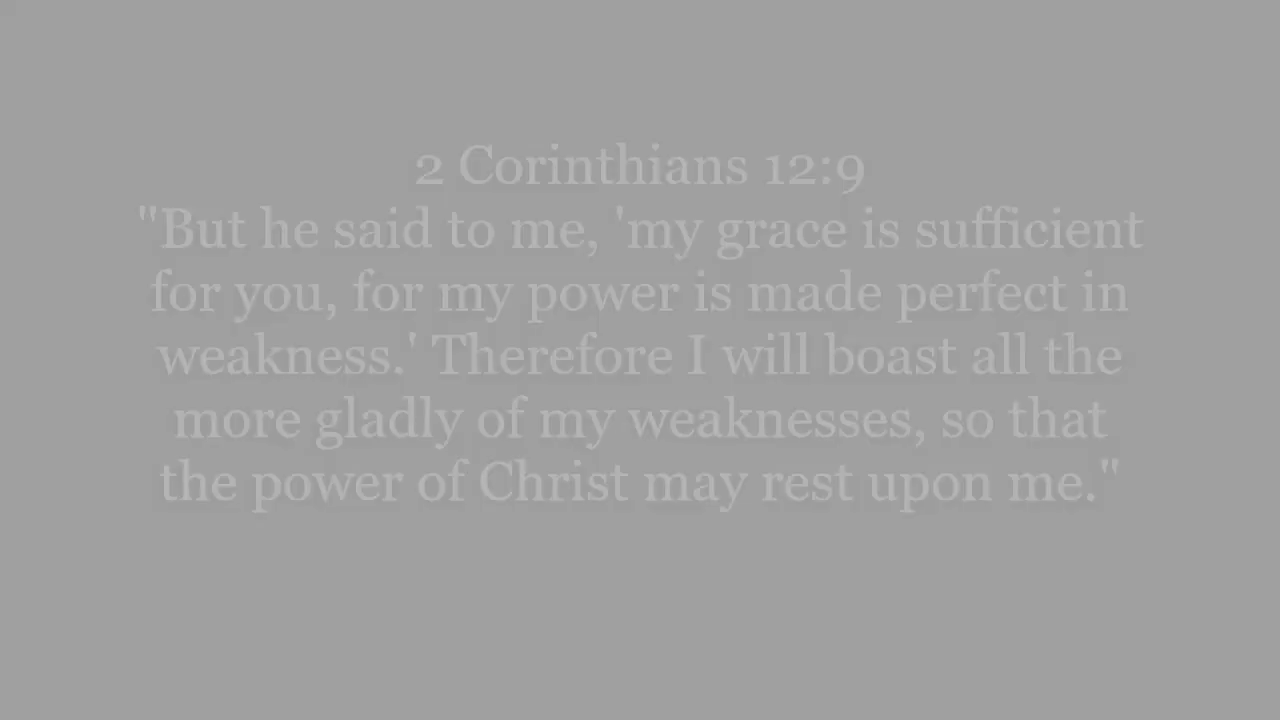 2 Corinthians 12:9
"But he said to me, 'my grace is sufficient
for you, for my power is made perfect in
weakness.' Therefore I will boast all the
more gladly of my weaknesses, so that
the power of Christ may rest upon me."